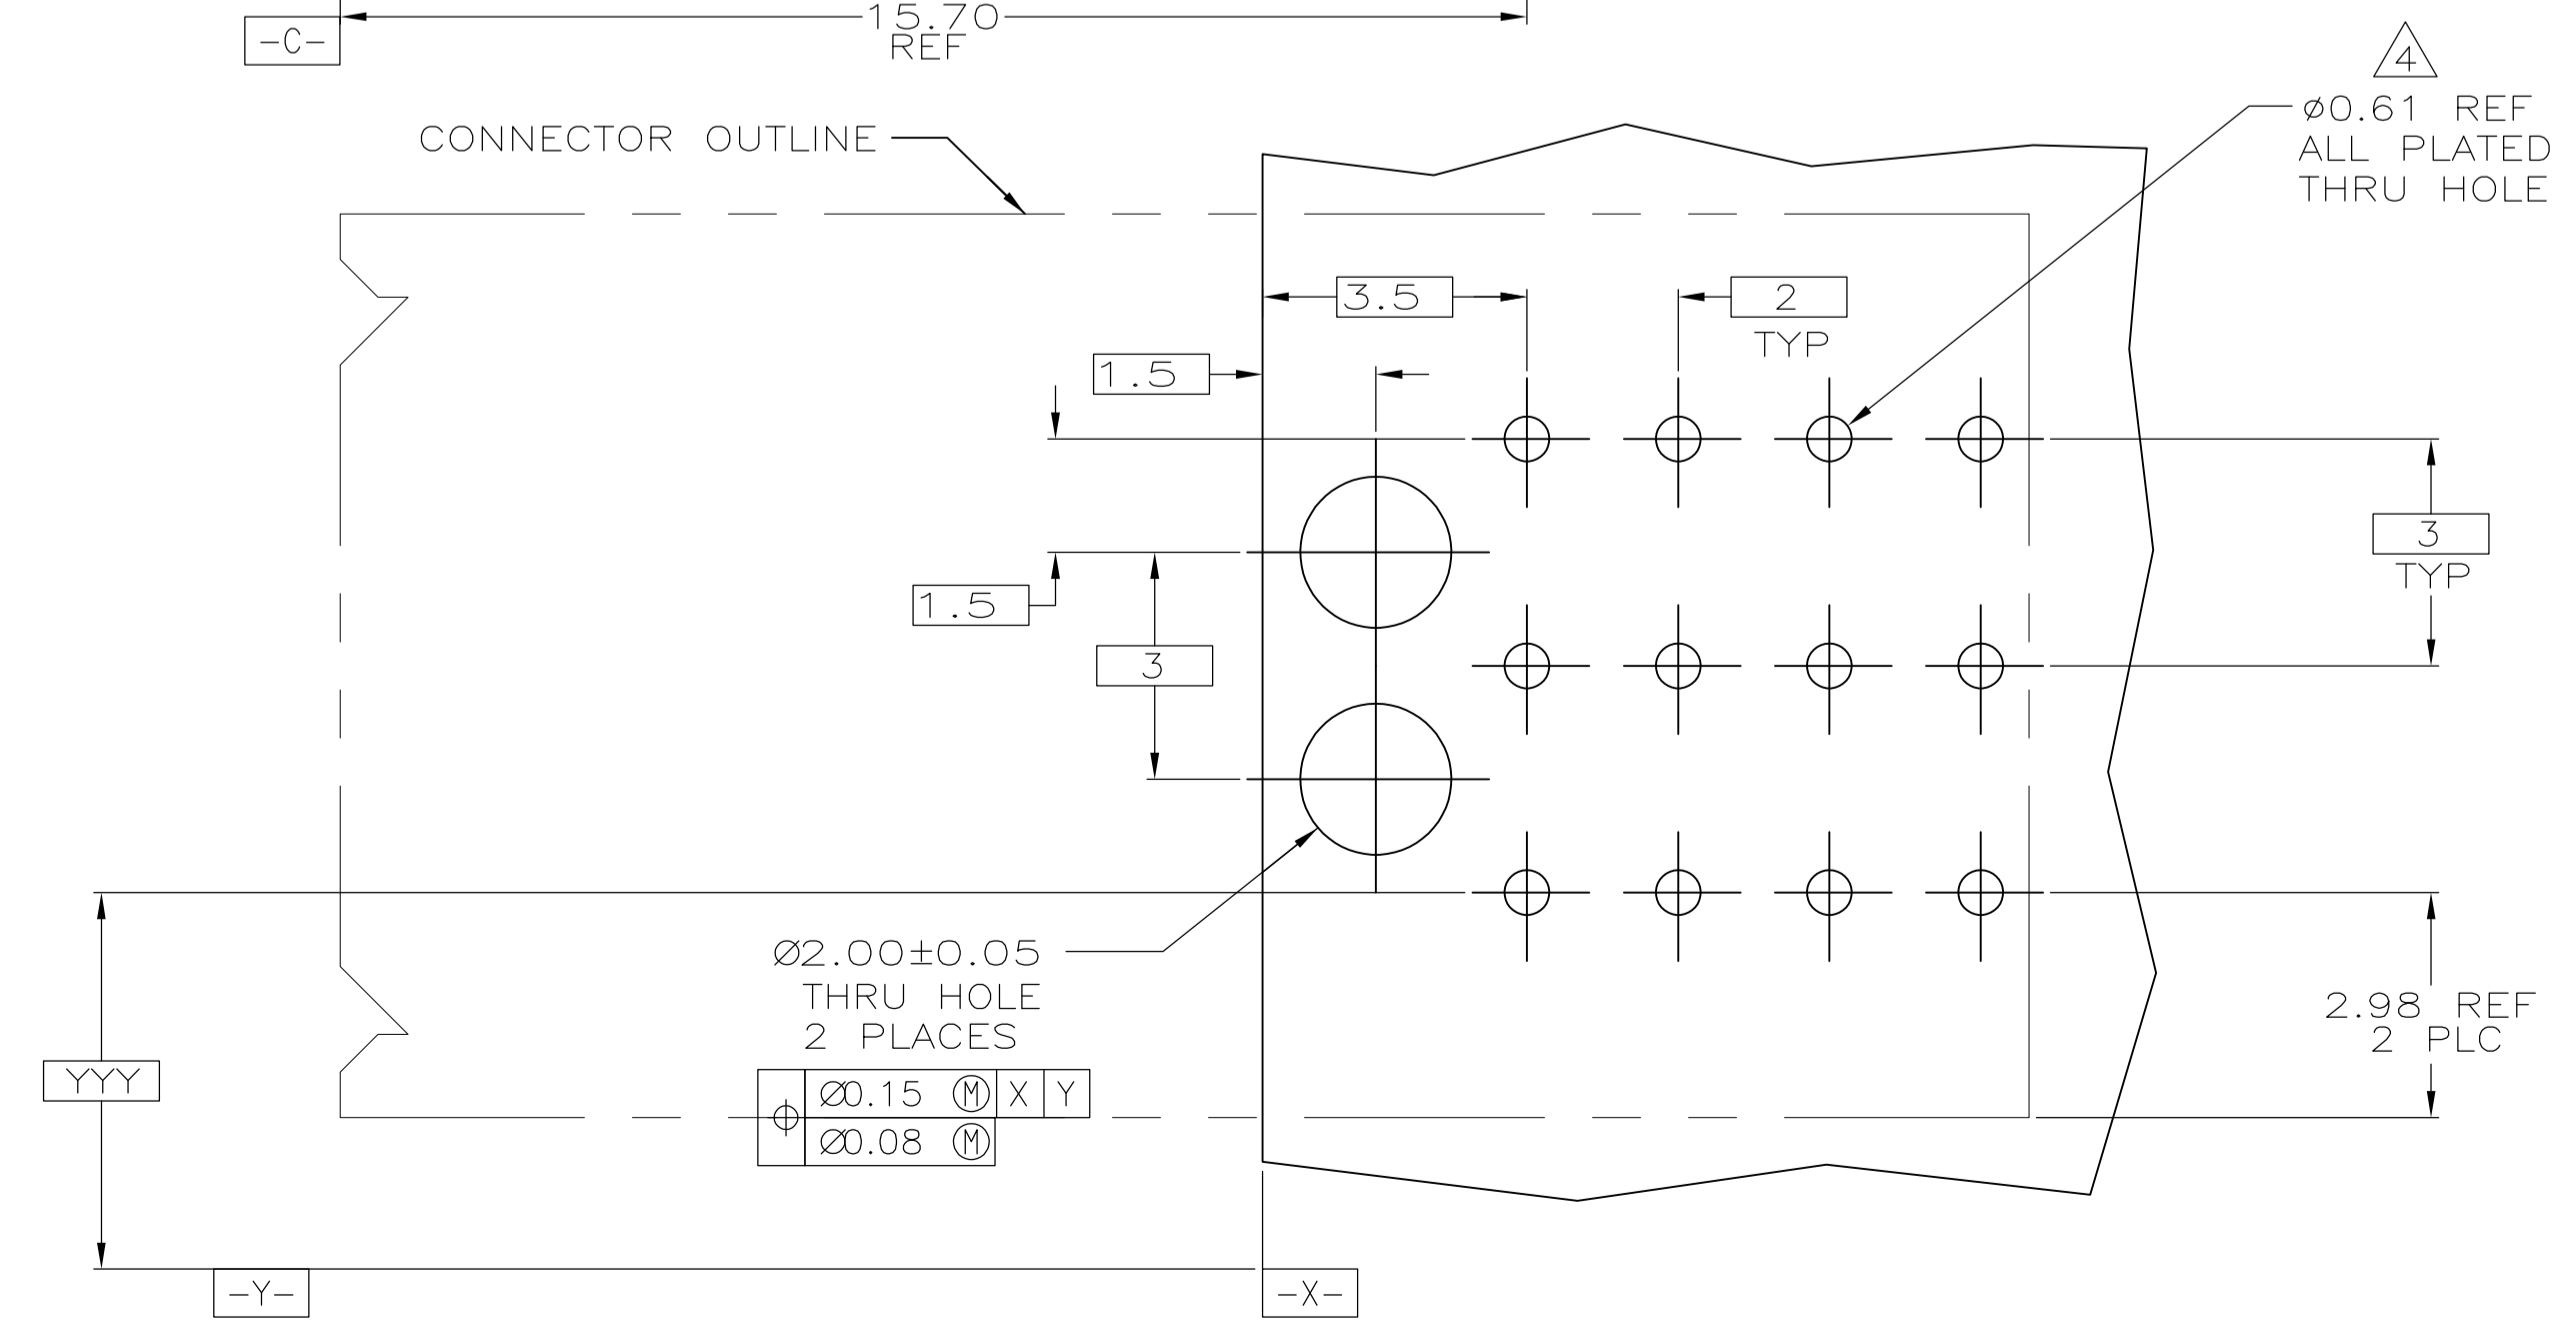 15.70
REF
-C-
4
ø0.61 REF
ALL PLATED
THRU HOLE
CONNECTOR OUTLINE
3.5
2
TYP
1.5
3
TYP
1.5
3
Ø2.00±0.05
THRU HOLE
2 PLACES
2.98 REF
2 PLC
YYY
⌖ Ø0.15 Ⓜ X Y
Ø0.08 Ⓜ
-Y-
-X-